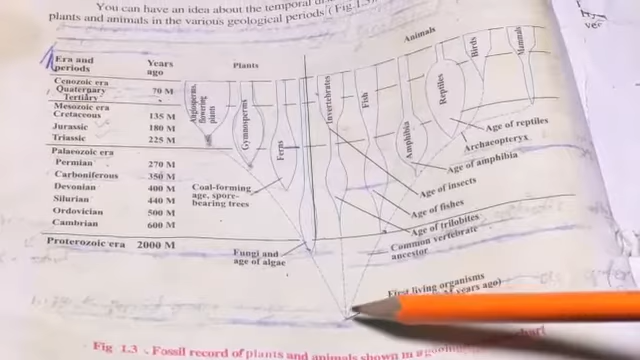 You can have an idea about the temporal
plants and animals in the various geological periods (Fig 1.3).
ver
Era and periods
Years ago
Plants
Animals
Cenozoic era
Quaternary 70 M
Tertiary
Mesozoic era
Cretaceous 135 M
Jurassic 180 M
Triassic 225 M
Palaeozoic era
Permian 270 M
Carboniferous 350 M
Devonian 400 M
Silurian 440 M
Ordovician 500 M
Cambrian 600 M
Proterozoic era 2000 M
Angiosperms, flowering plants
Gymnosperms
Ferns
Invertebrates
Fish
Amphibia
Reptiles
Birds
Mammals
Coal-forming
age, spore-
bearing trees
Fungi and
age of algae
Age of reptiles
Archaeopteryx
Age of amphibia
Age of insects
Age of fishes
Age of trilobites
Common vertebrate
ancestor
First living organisms
years ago)
Fig 1.3 Fossil record of plants and animals shown in a